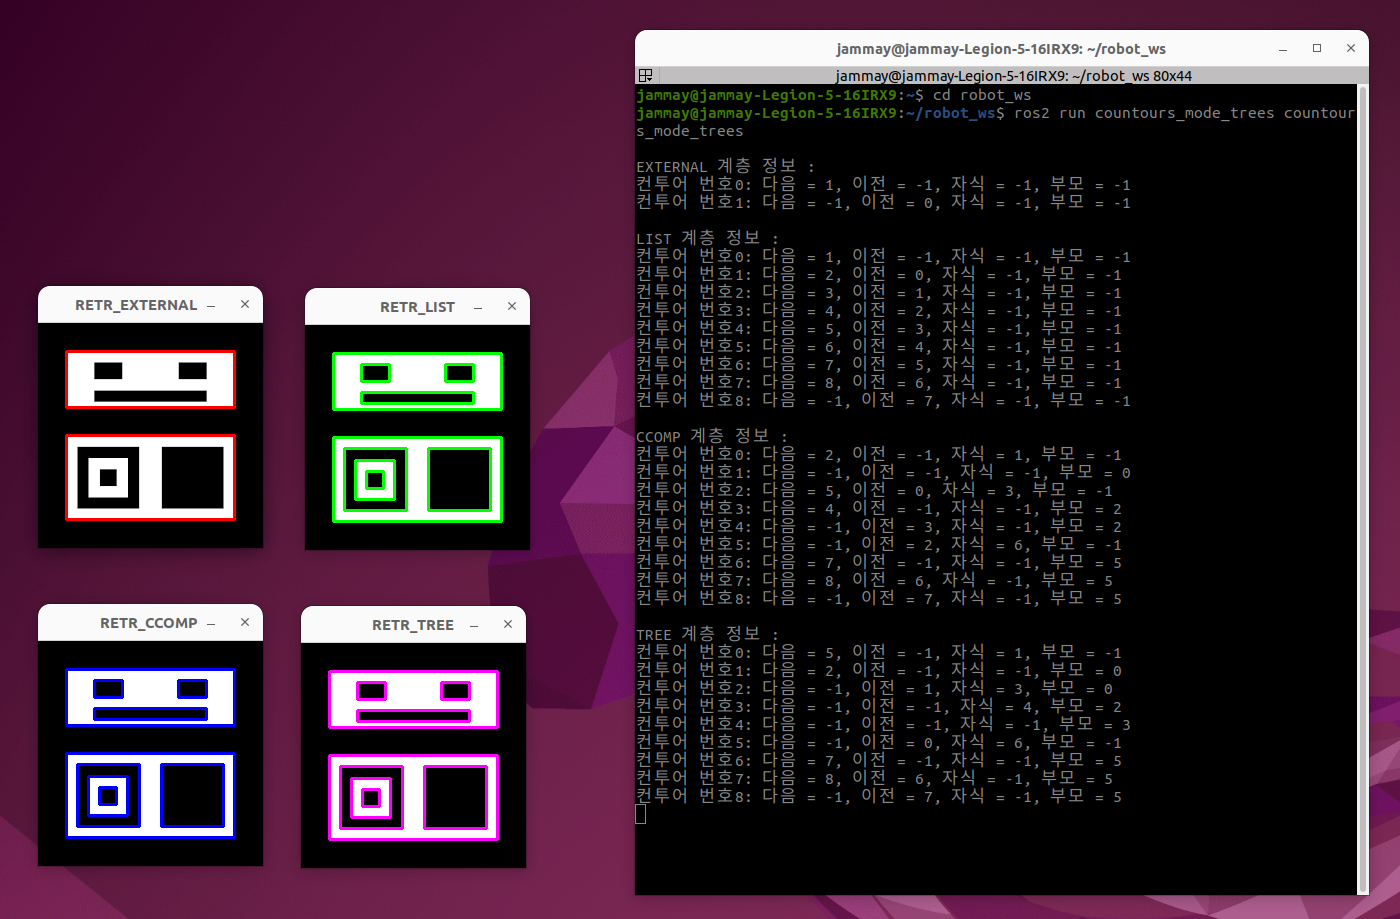 jammay@jammay-Legion-5-16IRX9: ~/robot_ws
jammay@jammay-Legion-5-16IRX9: ~/robot_ws 80x44
jammay@jammay-Legion-5-16IRX9:~$ cd robot_ws
jammay@jammay-Legion-5-16IRX9:~/robot_ws$ ros2 run countours_mode_trees countour
s_mode_trees
EXTERNAL 계층 정보 :
컨투어 번호0: 다음 = 1, 이전 = -1, 자식 = -1, 부모 = -1
컨투어 번호1: 다음 = -1, 이전 = 0, 자식 = -1, 부모 = -1
LIST 계층 정보 :
컨투어 번호0: 다음 = 1, 이전 = -1, 자식 = -1, 부모 = -1
컨투어 번호1: 다음 = 2, 이전 = 0, 자식 = -1, 부모 = -1
컨투어 번호2: 다음 = 3, 이전 = 1, 자식 = -1, 부모 = -1
컨투어 번호3: 다음 = 4, 이전 = 2, 자식 = -1, 부모 = -1
컨투어 번호4: 다음 = 5, 이전 = 3, 자식 = -1, 부모 = -1
컨투어 번호5: 다음 = 6, 이전 = 4, 자식 = -1, 부모 = -1
컨투어 번호6: 다음 = 7, 이전 = 5, 자식 = -1, 부모 = -1
컨투어 번호7: 다음 = 8, 이전 = 6, 자식 = -1, 부모 = -1
컨투어 번호8: 다음 = -1, 이전 = 7, 자식 = -1, 부모 = -1
CCOMP 계층 정보 :
컨투어 번호0: 다음 = 2, 이전 = -1, 자식 = 1, 부모 = -1
컨투어 번호1: 다음 = -1, 이전 = -1, 자식 = -1, 부모 = 0
컨투어 번호2: 다음 = 5, 이전 = 0, 자식 = 3, 부모 = -1
컨투어 번호3: 다음 = 4, 이전 = -1, 자식 = -1, 부모 = 2
컨투어 번호4: 다음 = -1, 이전 = 3, 자식 = -1, 부모 = 2
컨투어 번호5: 다음 = -1, 이전 = 2, 자식 = 6, 부모 = -1
컨투어 번호6: 다음 = 7, 이전 = -1, 자식 = -1, 부모 = 5
컨투어 번호7: 다음 = 8, 이전 = 6, 자식 = -1, 부모 = 5
컨투어 번호8: 다음 = -1, 이전 = 7, 자식 = -1, 부모 = 5
TREE 계층 정보 :
컨투어 번호0: 다음 = 5, 이전 = -1, 자식 = 1, 부모 = -1
컨투어 번호1: 다음 = 2, 이전 = -1, 자식 = -1, 부모 = 0
컨투어 번호2: 다음 = -1, 이전 = 1, 자식 = 3, 부모 = 0
컨투어 번호3: 다음 = -1, 이전 = -1, 자식 = 4, 부모 = 2
컨투어 번호4: 다음 = -1, 이전 = -1, 자식 = -1, 부모 = 3
컨투어 번호5: 다음 = -1, 이전 = 0, 자식 = 6, 부모 = -1
컨투어 번호6: 다음 = 7, 이전 = -1, 자식 = -1, 부모 = 5
컨투어 번호7: 다음 = 8, 이전 = 6, 자식 = -1, 부모 = 5
컨투어 번호8: 다음 = -1, 이전 = 7, 자식 = -1, 부모 = 5
RETR_EXTERNAL
RETR_LIST
RETR_CCOMP
RETR_TREE